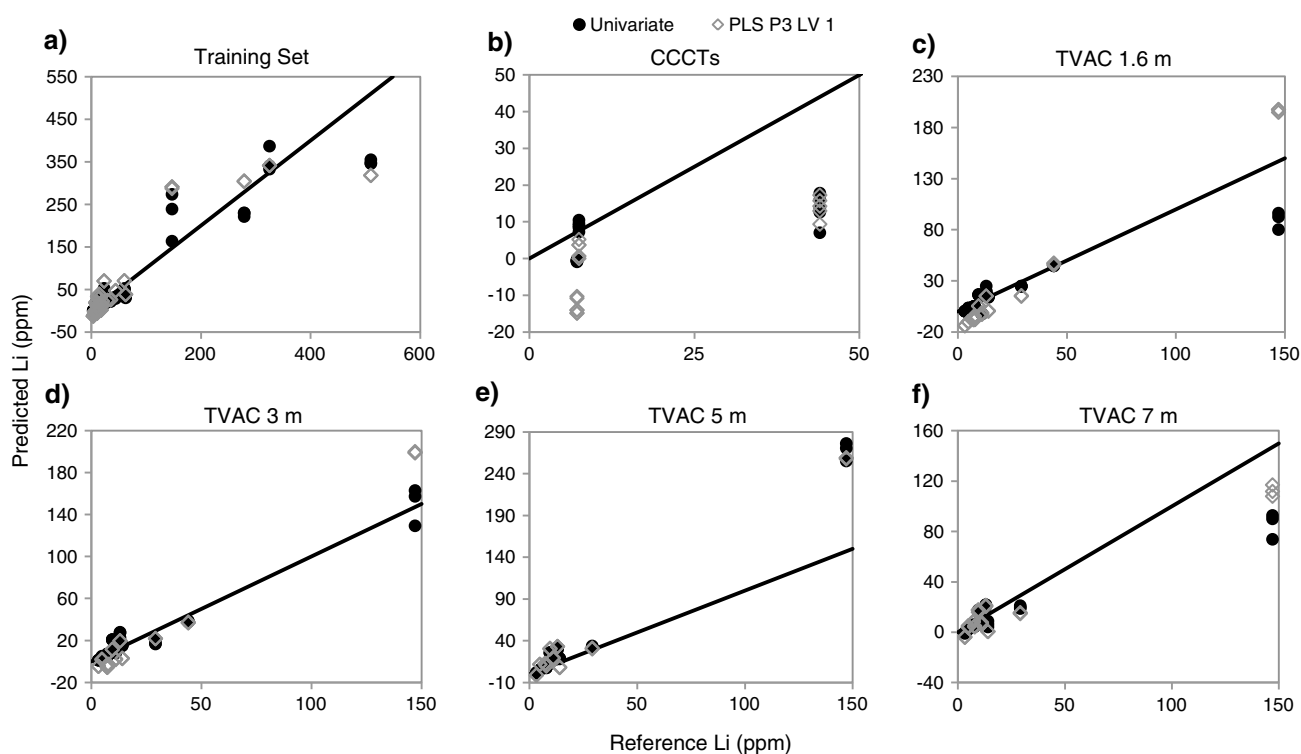 Univariate PLS P3 LV 1
a) b) c)
Training Set CCCTs TVAC 1.6 m
550 50 230
450 40 180
350 30 130
250 20 80
150 10 30
50 0 -20
-50 -10
-20
0 200 400 600 0 25 50 0 50 100 150
Predicted Li (ppm)
d) e) f)
TVAC 3 m TVAC 5 m TVAC 7 m
220 290 160
180 240 120
140 190 80
100 140 40
60 90 0
20 40 -40
-20 -10
0 50 100 150 0 50 100 150 0 50 100 150
Reference Li (ppm)